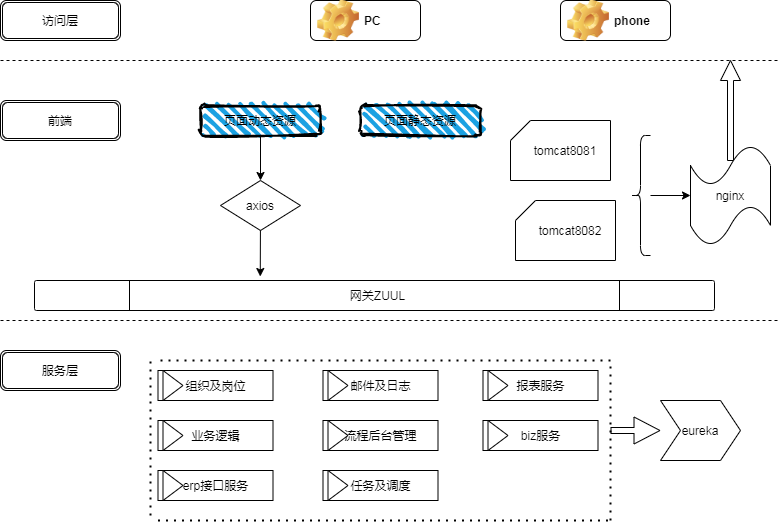 访问层
PC
phone
前端
页面动态资源
页面静态资源
tomcat8081
axios
nginx
tomcat8082
网关ZUUL
服务层
组织及岗位
邮件及日志
报表服务
业务逻辑
流程后台管理
biz服务
eureka
erp接口服务
任务及调度